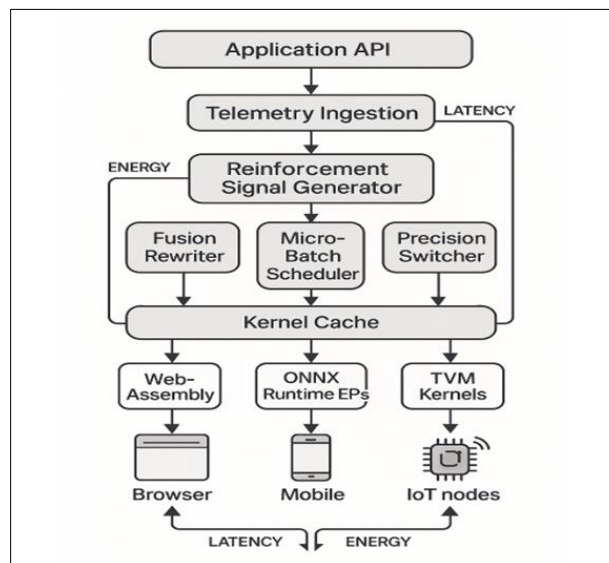 Application API
Telemetry Ingestion
LATENCY
ENERGY
Reinforcement
Signal Generator
Fusion
Rewriter
Micro-
Batch
Scheduler
Precision
Switcher
Kernel Cache
Web-
Assembly
ONNX
Runtime EPs
TVM
Kernels
Browser
Mobile
IoT nodes
LATENCY
ENERGY